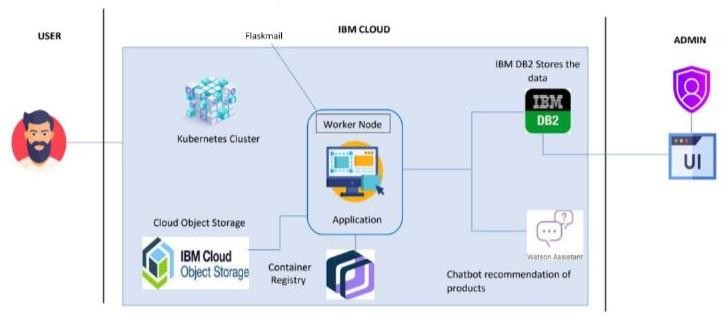 USER
Flaskmail
IBM CLOUD
ADMIN
IBM DB2 Stores the
data
IBM
DB2
Kubernetes Cluster
Worker Node
UI
Application
Cloud Object Storage
IBM Cloud
Object Storage
Container
Registry
?
Watson Assistant
Chatbot recommendation of
products